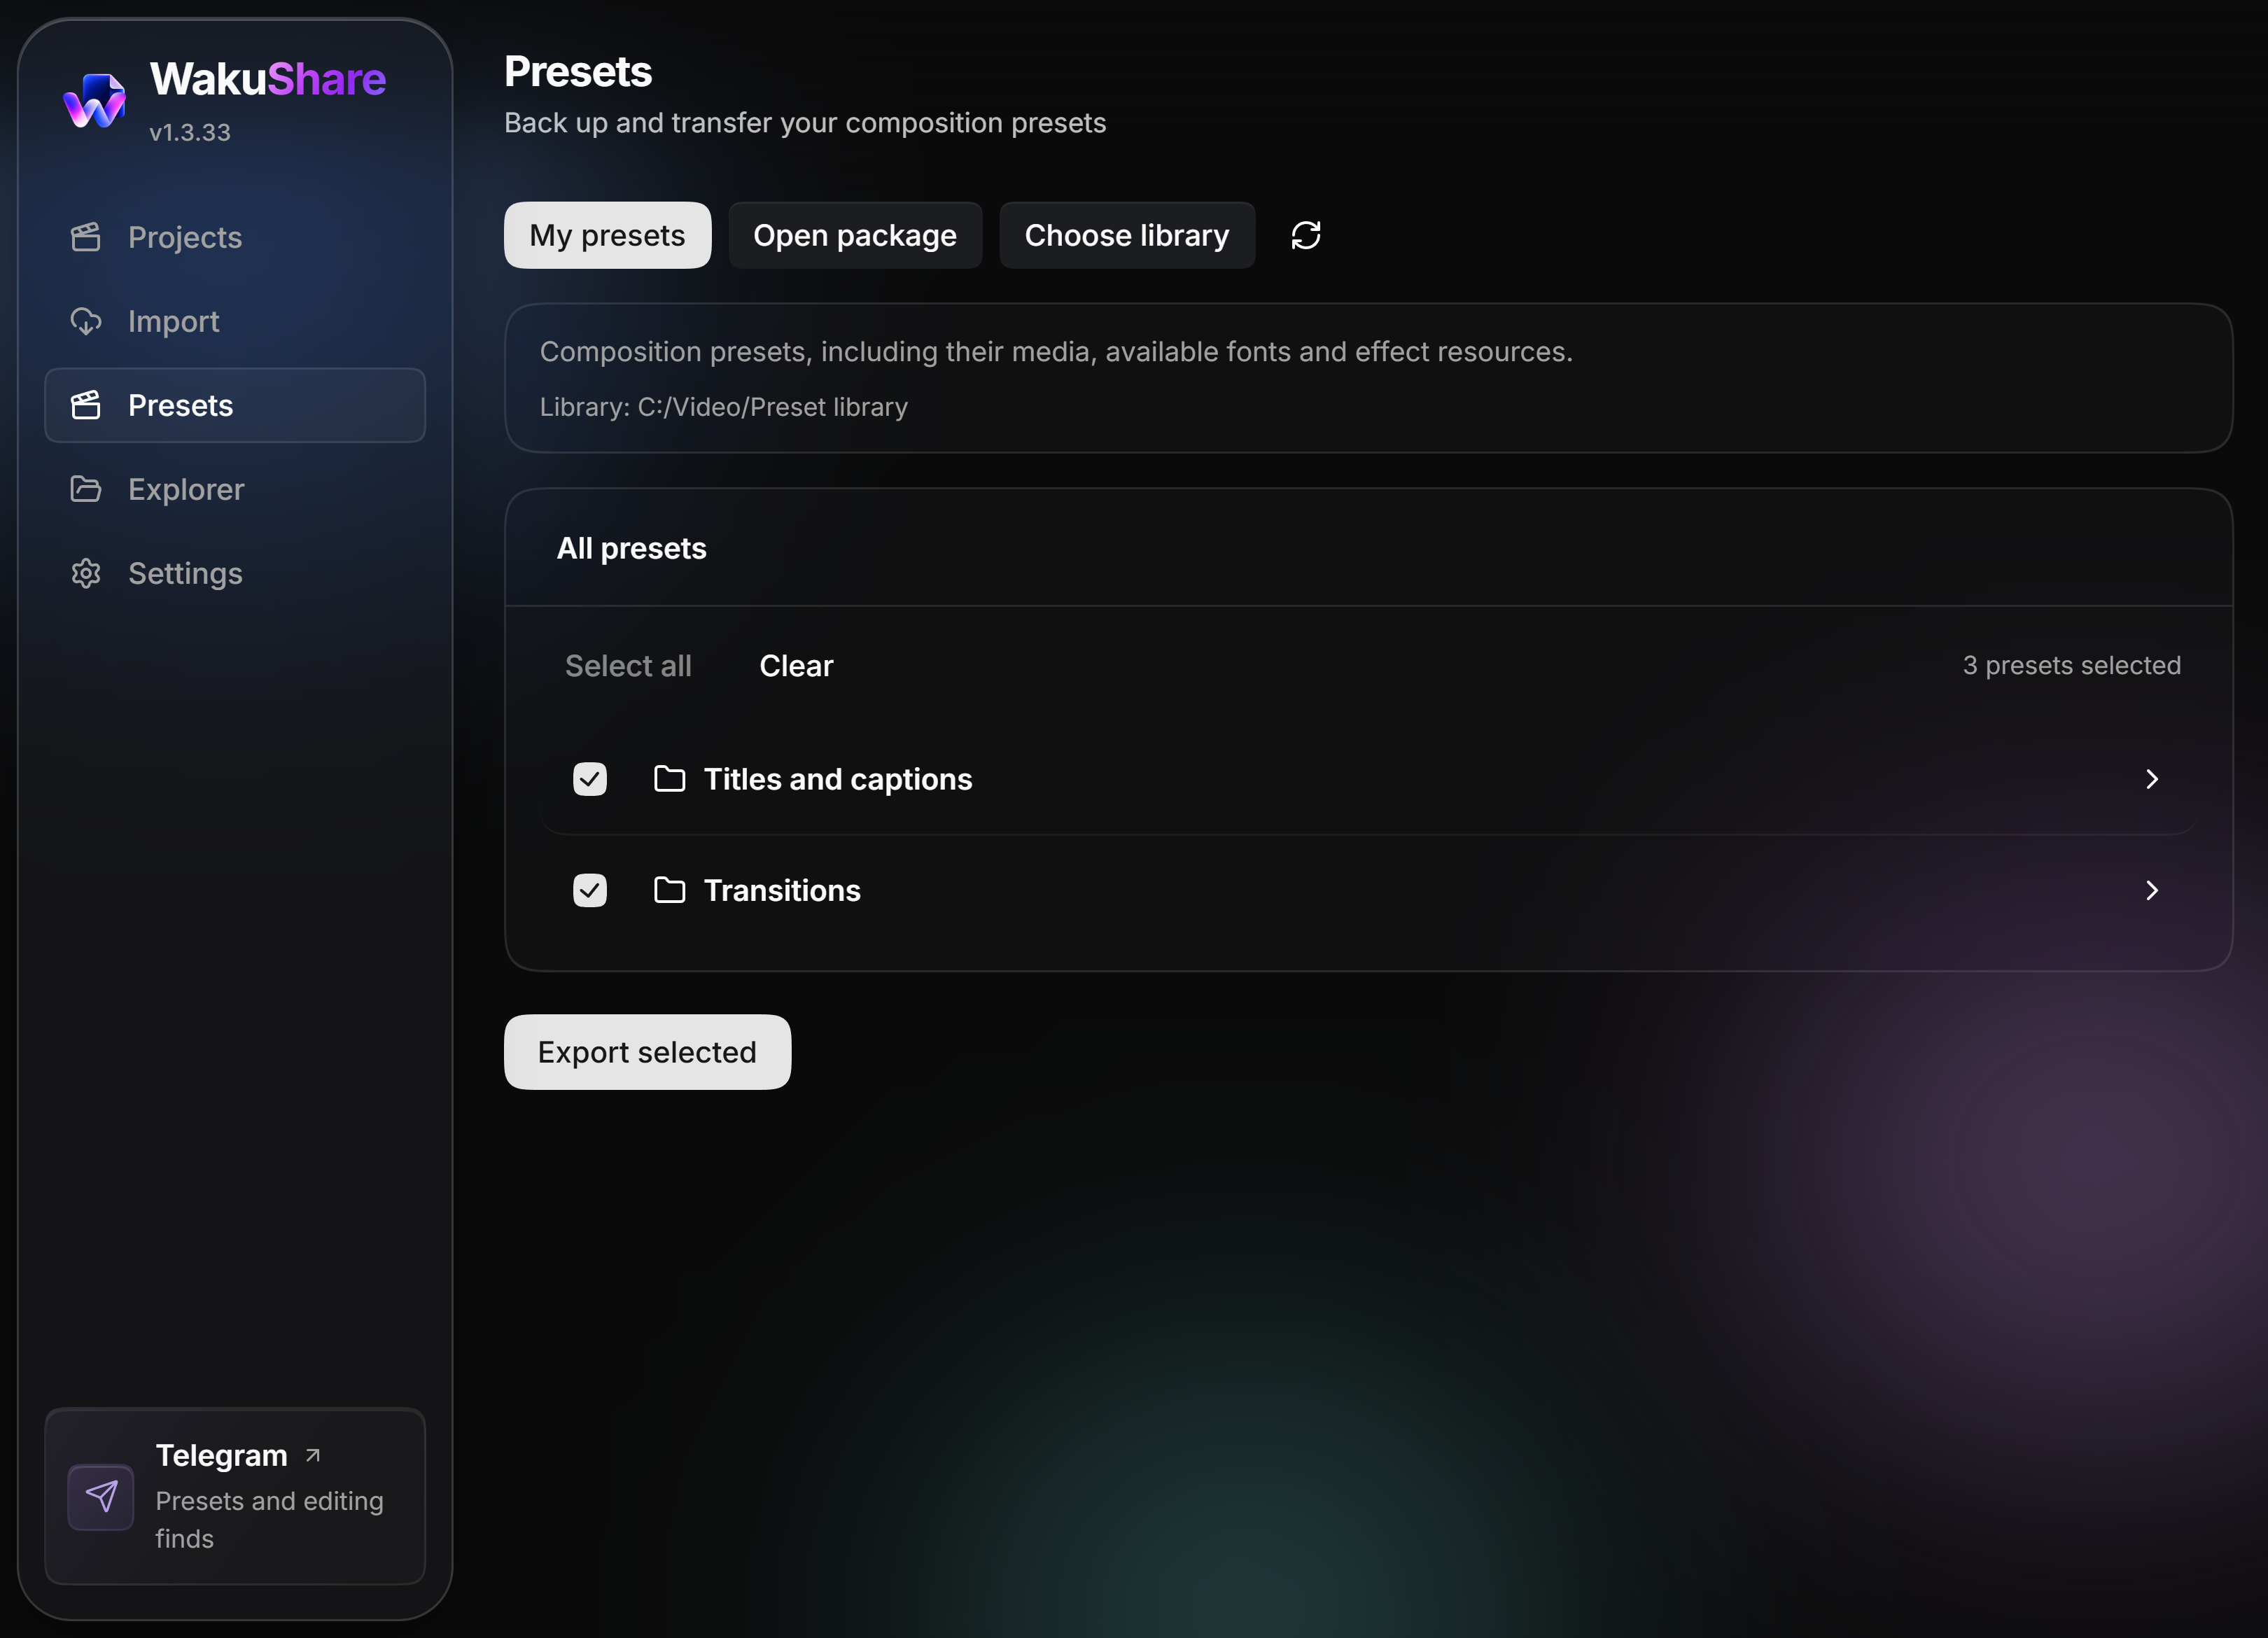 WakuShare
v1.3.33
Projects
Import
Presets
Explorer
Settings
Telegram
Presets and editing
finds
Presets
Back up and transfer your composition presets
My presets
Open package
Choose library
Composition presets, including their media, available fonts and effect resources.
Library: C:/Video/Preset library
All presets
Select all
Clear
3 presets selected
Titles and captions
Transitions
Export selected